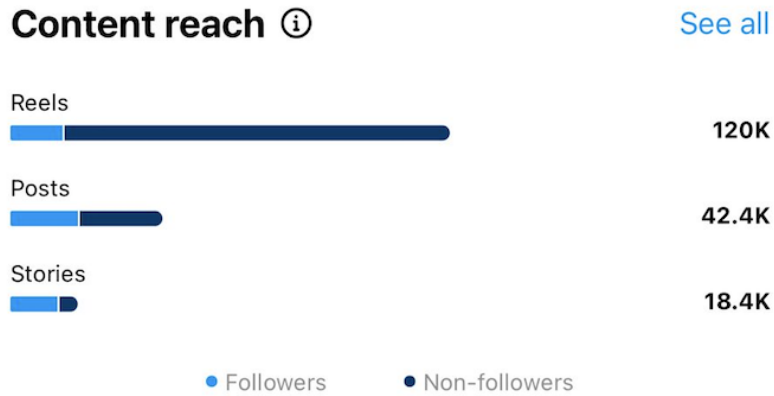 Content reach
See all
Reels
120K
Posts
42.4K
Stories
18.4K
Followers Non-followers